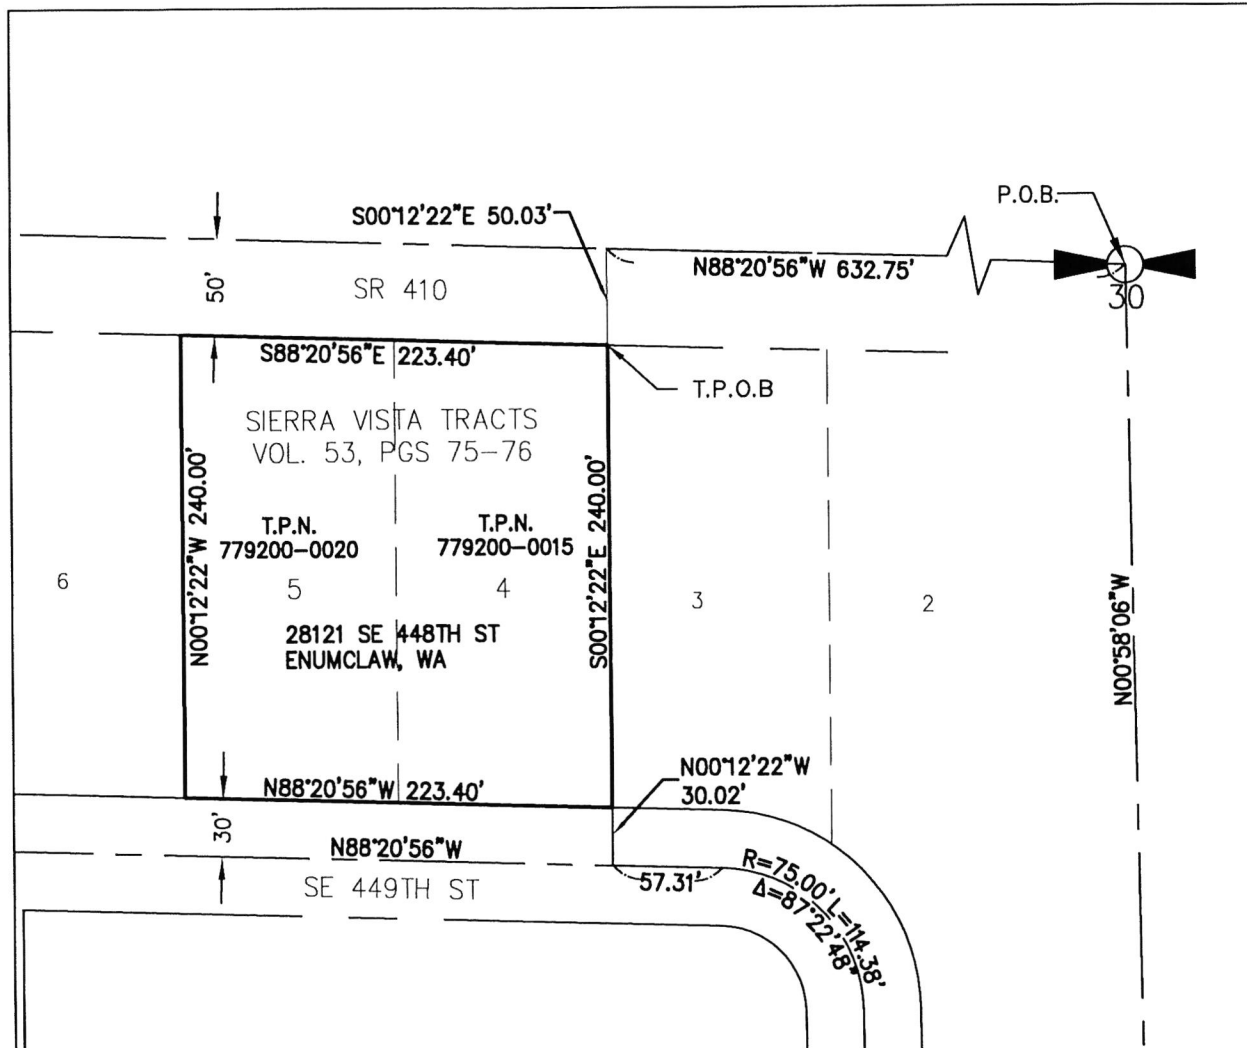 P.O.B.
S00°12'22"E 50.03'
N88°20'56"W 632.75'
30
50'
SR 410
S88°20'56"E 223.40'
T.P.O.B
SIERRA VISTA TRACTS
VOL. 53, PGS 75-76
N00°12'22"W 240.00'
S00°12'22"E 240.00'
T.P.N.
779200-0020
T.P.N.
779200-0015
6
5
4
3
2
28121 SE 448TH ST
ENUMCLAW, WA
N00°58'06"W
N88°20'56"W 223.40'
N00°12'22"W
30.02'
30'
N88°20'56"W
SE 449TH ST
57.31'
R=75.00' L=114.38'
Δ=87°22'48"